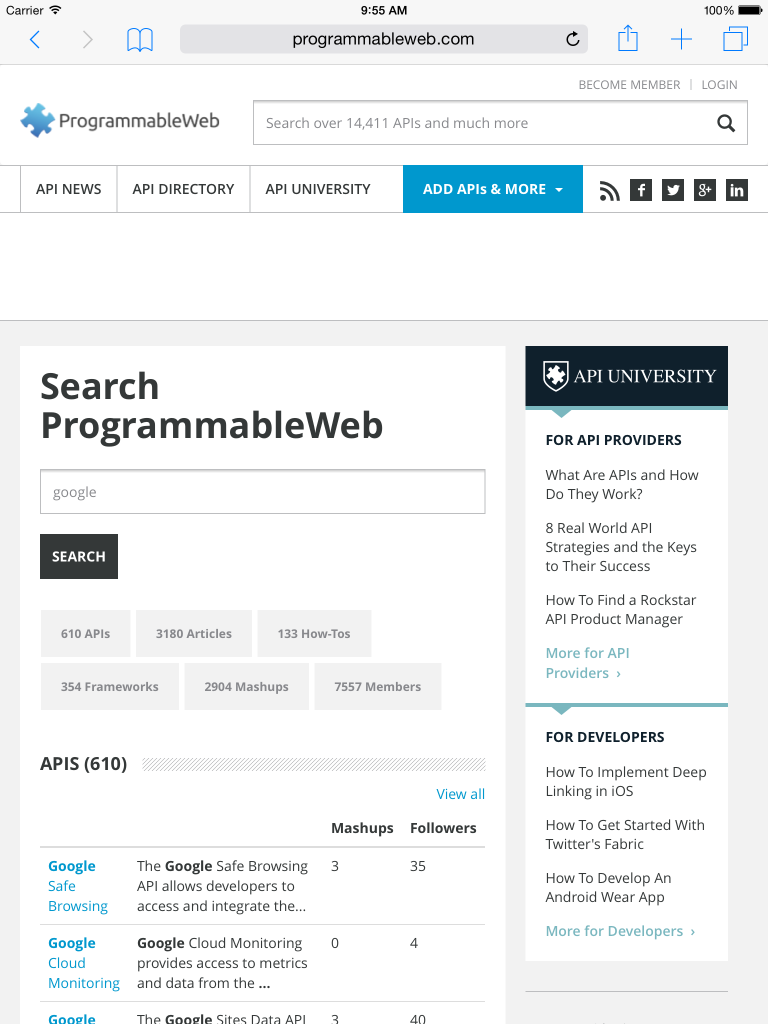 Carrier 9:55 AM 100%
programmableweb.com
BECOME MEMBER | LOGIN
ProgrammableWeb
Search over 14,411 APIs and much more
API NEWS API DIRECTORY API UNIVERSITY ADD APIs & MORE
Search
ProgrammableWeb
google
SEARCH
610 APIs 3180 Articles 133 How-Tos
354 Frameworks 2904 Mashups 7557 Members
APIS (610)
View all
Mashups Followers
Google The Google Safe Browsing 3 35
Safe API allows developers to
Browsing access and integrate the...
Google Google Cloud Monitoring 0 4
Cloud provides access to metrics
Monitoring and data from the ...
Google The Google Sites Data API 3 40
API UNIVERSITY
FOR API PROVIDERS
What Are APIs and How
Do They Work?
8 Real World API
Strategies and the Keys
to Their Success
How To Find a Rockstar
API Product Manager
More for API
Providers ›
FOR DEVELOPERS
How To Implement Deep
Linking in iOS
How To Get Started With
Twitter's Fabric
How To Develop An
Android Wear App
More for Developers ›